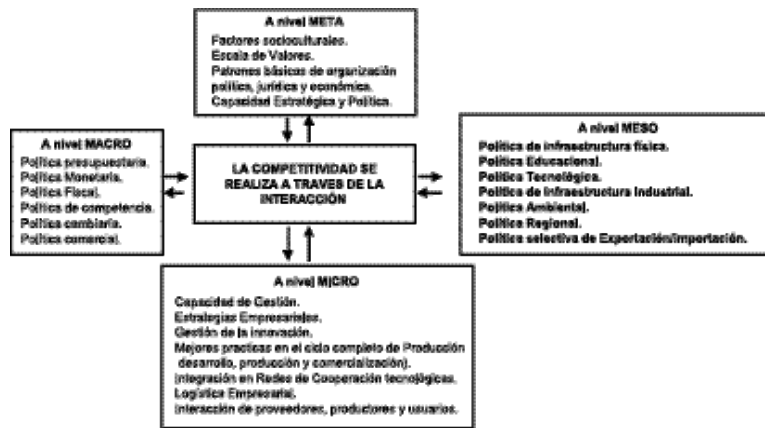 A nivel META
Factores socioculturales.
Escala de Valores.
Patrones básicos de organización
política, jurídica y económica.
Capacidad Estratégica y Política.
A nivel MACRO
Política presupuestaria.
Política Monetaria.
Política Fiscal.
Política de competencia.
Política cambiaria.
Política comercial.
LA COMPETITIVIDAD SE
REALIZA A TRAVES DE LA
INTERACCIÓN
A nivel MESO
Política de infraestructura física.
Política Educacional.
Política Tecnológica.
Política de Infraestructura Industrial.
Política Ambiental.
Política Regional.
Política selectiva de Exportación/importación.
A nivel MICRO
Capacidad de Gestión.
Estrategias Empresariales.
Gestión de la innovación.
Mejores practicas en el ciclo completo de Producción
desarrollo, producción y comercialización).
Integración en Redes de Cooperación tecnológicas.
Logística Empresarial.
Interacción de proveedores, productores y usuarios.